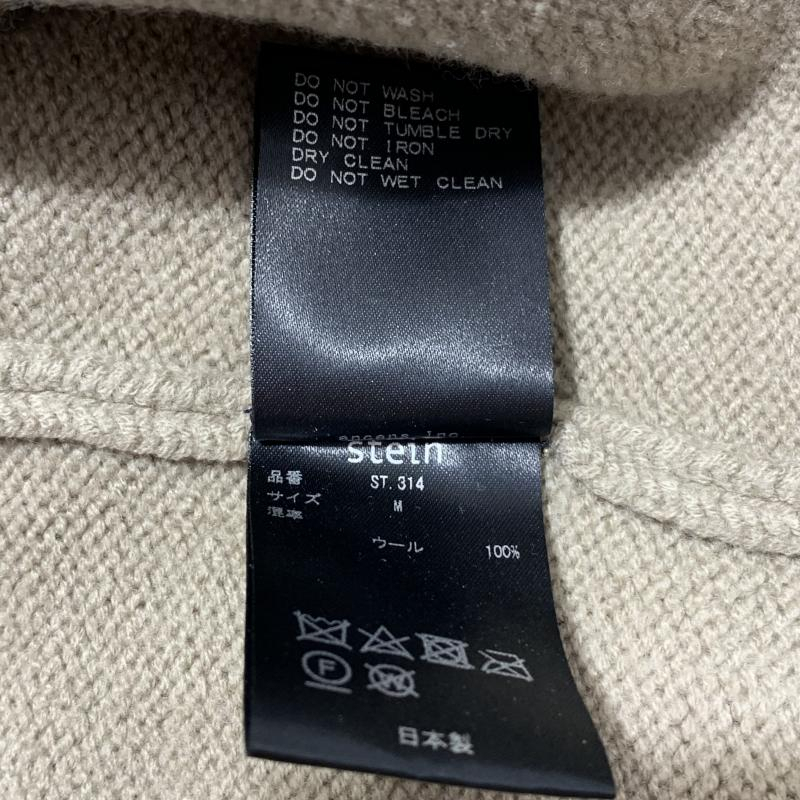 DO NOT WASH
DO NOT BLEACH
DO NOT TUMBLE DRY
DO NOT IRON
DRY CLEAN
DO NOT WET CLEAN
stein
品番 ST.314
サイズ M
混率
ウール 100%
F
W
日本製